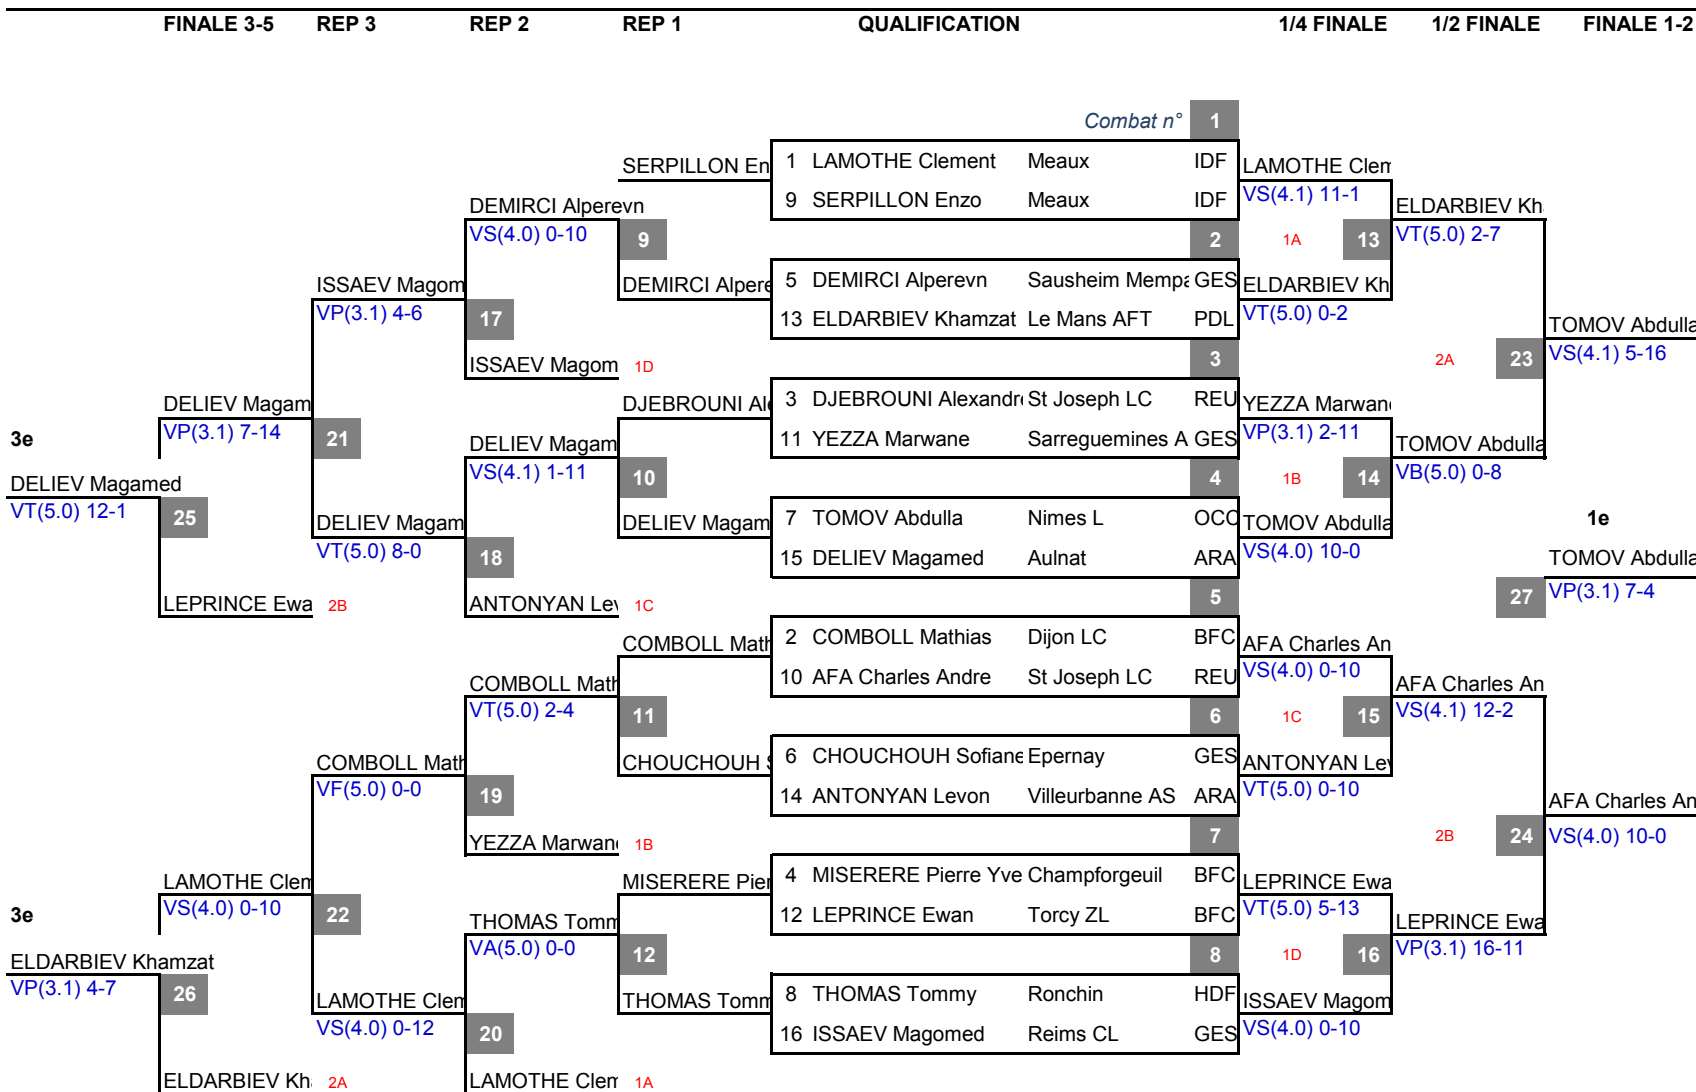 FINALE 3-5 REP 3 REP 2 REP 1 QUALIFICATION 1/4 FINALE 1/2 FINALE FINALE 1-2
Combat n° 1
SERPILLON En 1 LAMOTHE Clement Meaux IDF LAMOTHE Clem
DEMIRCI Alperevn 9 SERPILLON Enzo Meaux IDF VS(4.1) 11-1 ELDARBIEV Kh
VS(4.0) 0-10 9 2 1A 13 VT(5.0) 2-7
ISSAEV Magom DEMIRCI Alpere 5 DEMIRCI Alperevn Sausheim Mempa GES ELDARBIEV Kh
VP(3.1) 4-6 17 13 ELDARBIEV Khamzat Le Mans AFT PDL VT(5.0) 0-2 TOMOV Abdulla
ISSAEV Magom 1D 3 2A 23 VS(4.1) 5-16
DELIEV Magam DJEBROUNI Ale 3 DJEBROUNI Alexandre St Joseph LC REU YEZZA Marwane
3e VP(3.1) 7-14 21 DELIEV Magam 11 YEZZA Marwane Sarreguemines A GES VP(3.1) 2-11 TOMOV Abdulla
DELIEV Magamed VS(4.1) 1-11 10 4 1B 14 VB(5.0) 0-8
VT(5.0) 12-1 25 DELIEV Magam DELIEV Magam 7 TOMOV Abdulla Nimes L OCC TOMOV Abdulla 1e
VT(5.0) 8-0 18 15 DELIEV Magamed Aulnat ARA VS(4.0) 10-0 TOMOV Abdulla
LEPRINCE Ewa 2B ANTONYAN Lev 1C 5 27 VP(3.1) 7-4
COMBOLL Math 2 COMBOLL Mathias Dijon LC BFC AFA Charles An
COMBOLL Math 10 AFA Charles Andre St Joseph LC REU VS(4.0) 0-10 AFA Charles An
VT(5.0) 2-4 11 6 1C 15 VS(4.1) 12-2
COMBOLL Math CHOUCHOUH S 6 CHOUCHOUH Sofiane Epernay GES ANTONYAN Lev
VF(5.0) 0-0 19 14 ANTONYAN Levon Villeurbanne AS ARA VT(5.0) 0-10 AFA Charles An
YEZZA Marwane 1B 7 2B 24 VS(4.0) 10-0
LAMOTHE Clem MISERERE Pier 4 MISERERE Pierre Yve Champforgeuil BFC LEPRINCE Ewa
3e VS(4.0) 0-10 22 THOMAS Tomm 12 LEPRINCE Ewan Torcy ZL BFC VT(5.0) 5-13 LEPRINCE Ewa
ELDARBIEV Khamzat VA(5.0) 0-0 12 8 1D 16 VP(3.1) 16-11
VP(3.1) 4-7 26 LAMOTHE Clem THOMAS Tomm 8 THOMAS Tommy Ronchin HDF ISSAEV Magom
VS(4.0) 0-12 20 16 ISSAEV Magomed Reims CL GES VS(4.0) 0-10
ELDARBIEV Kh 2A LAMOTHE Clem 1A